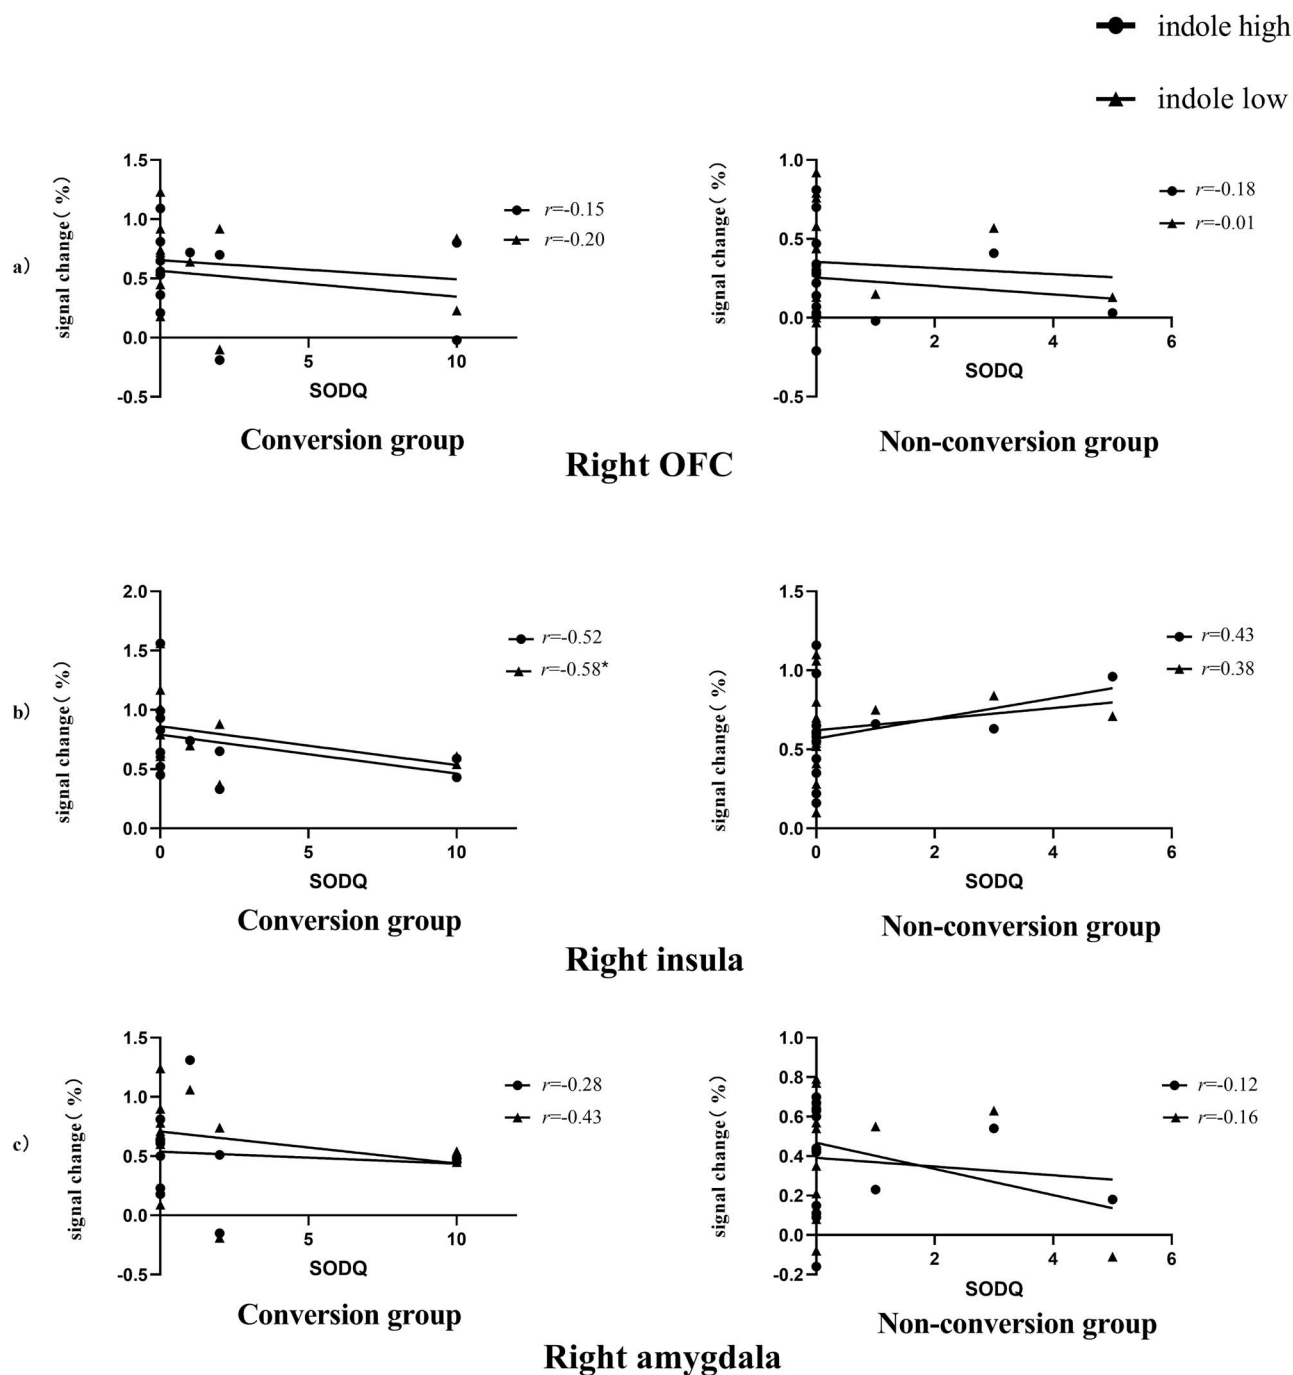 indole high
indole low
a)
signal change( %)
1.5
1.0
0.5
0.0
-0.5
5
10
SODQ
r=-0.15
r=-0.20
Conversion group
signal change( %)
1.0
0.5
0.0
-0.5
2
4
6
SODQ
r=-0.18
r=-0.01
Non-conversion group
Right OFC
b)
signal change( %)
2.0
1.5
1.0
0.5
0.0
0
5
10
SODQ
r=-0.52
r=-0.58*
Conversion group
signal change( %)
1.5
1.0
0.5
0.0
0
2
4
6
SODQ
r=0.43
r=0.38
Non-conversion group
Right insula
c)
signal change( %)
1.5
1.0
0.5
0.0
-0.5
5
10
SODQ
r=-0.28
r=-0.43
Conversion group
signal change( %)
1.0
0.8
0.6
0.4
0.2
0.0
-0.2
2
4
6
SODQ
r=-0.12
r=-0.16
Non-conversion group
Right amygdala